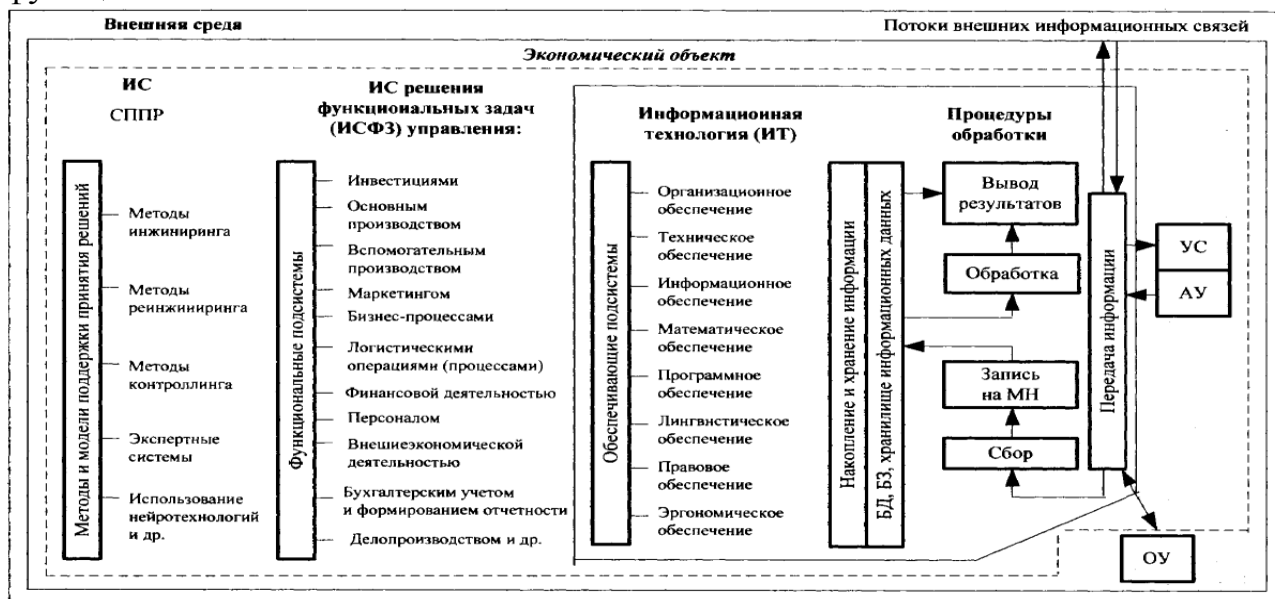 Внешняя среда
Потоки внешних информационных связей
Экономический объект
ИС
СППР
Методы и модели поддержки принятия решений
Методы
инжиниринга
Методы
реинжиниринга
Методы
контроллинга
Экспертные
системы
Использование
нейротехнологий
и др.
ИС решения
функциональных задач
(ИСФЗ) управления:
Функциональные подсистемы
Инвестициями
Основным
производством
Вспомогательным
производством
Маркетингом
Бизнес-процессами
Логистическими
операциями (процессами)
Финансовой деятельностью
Персоналом
Внешнеэкономической
деятельностью
Бухгалтерским учетом
и формированием отчетности
Делопроизводством и др.
Информационная
технология (ИТ)
Обеспечивающие подсистемы
Организационное
обеспечение
Техническое
обеспечение
Информационное
обеспечение
Математическое
обеспечение
Программное
обеспечение
Лингвистическое
обеспечение
Правовое
обеспечение
Эргономическое
обеспечение
Накопление и хранение информации
БД, БЗ, хранилище информационных данных
Процедуры
обработки
Вывод
результатов
Обработка
Запись
на МН
Сбор
Передача информации
УС
АУ
ОУ